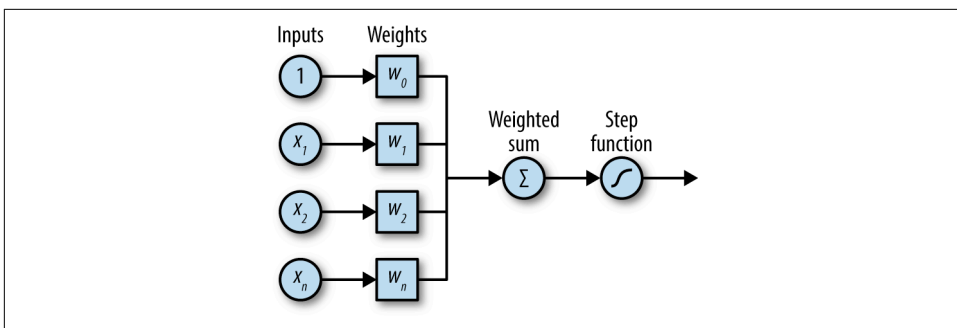 Inputs Weights
1 w₀
x₁ w₁
Weighted Step
sum function
Σ
x₂ w₂
xₙ wₙ